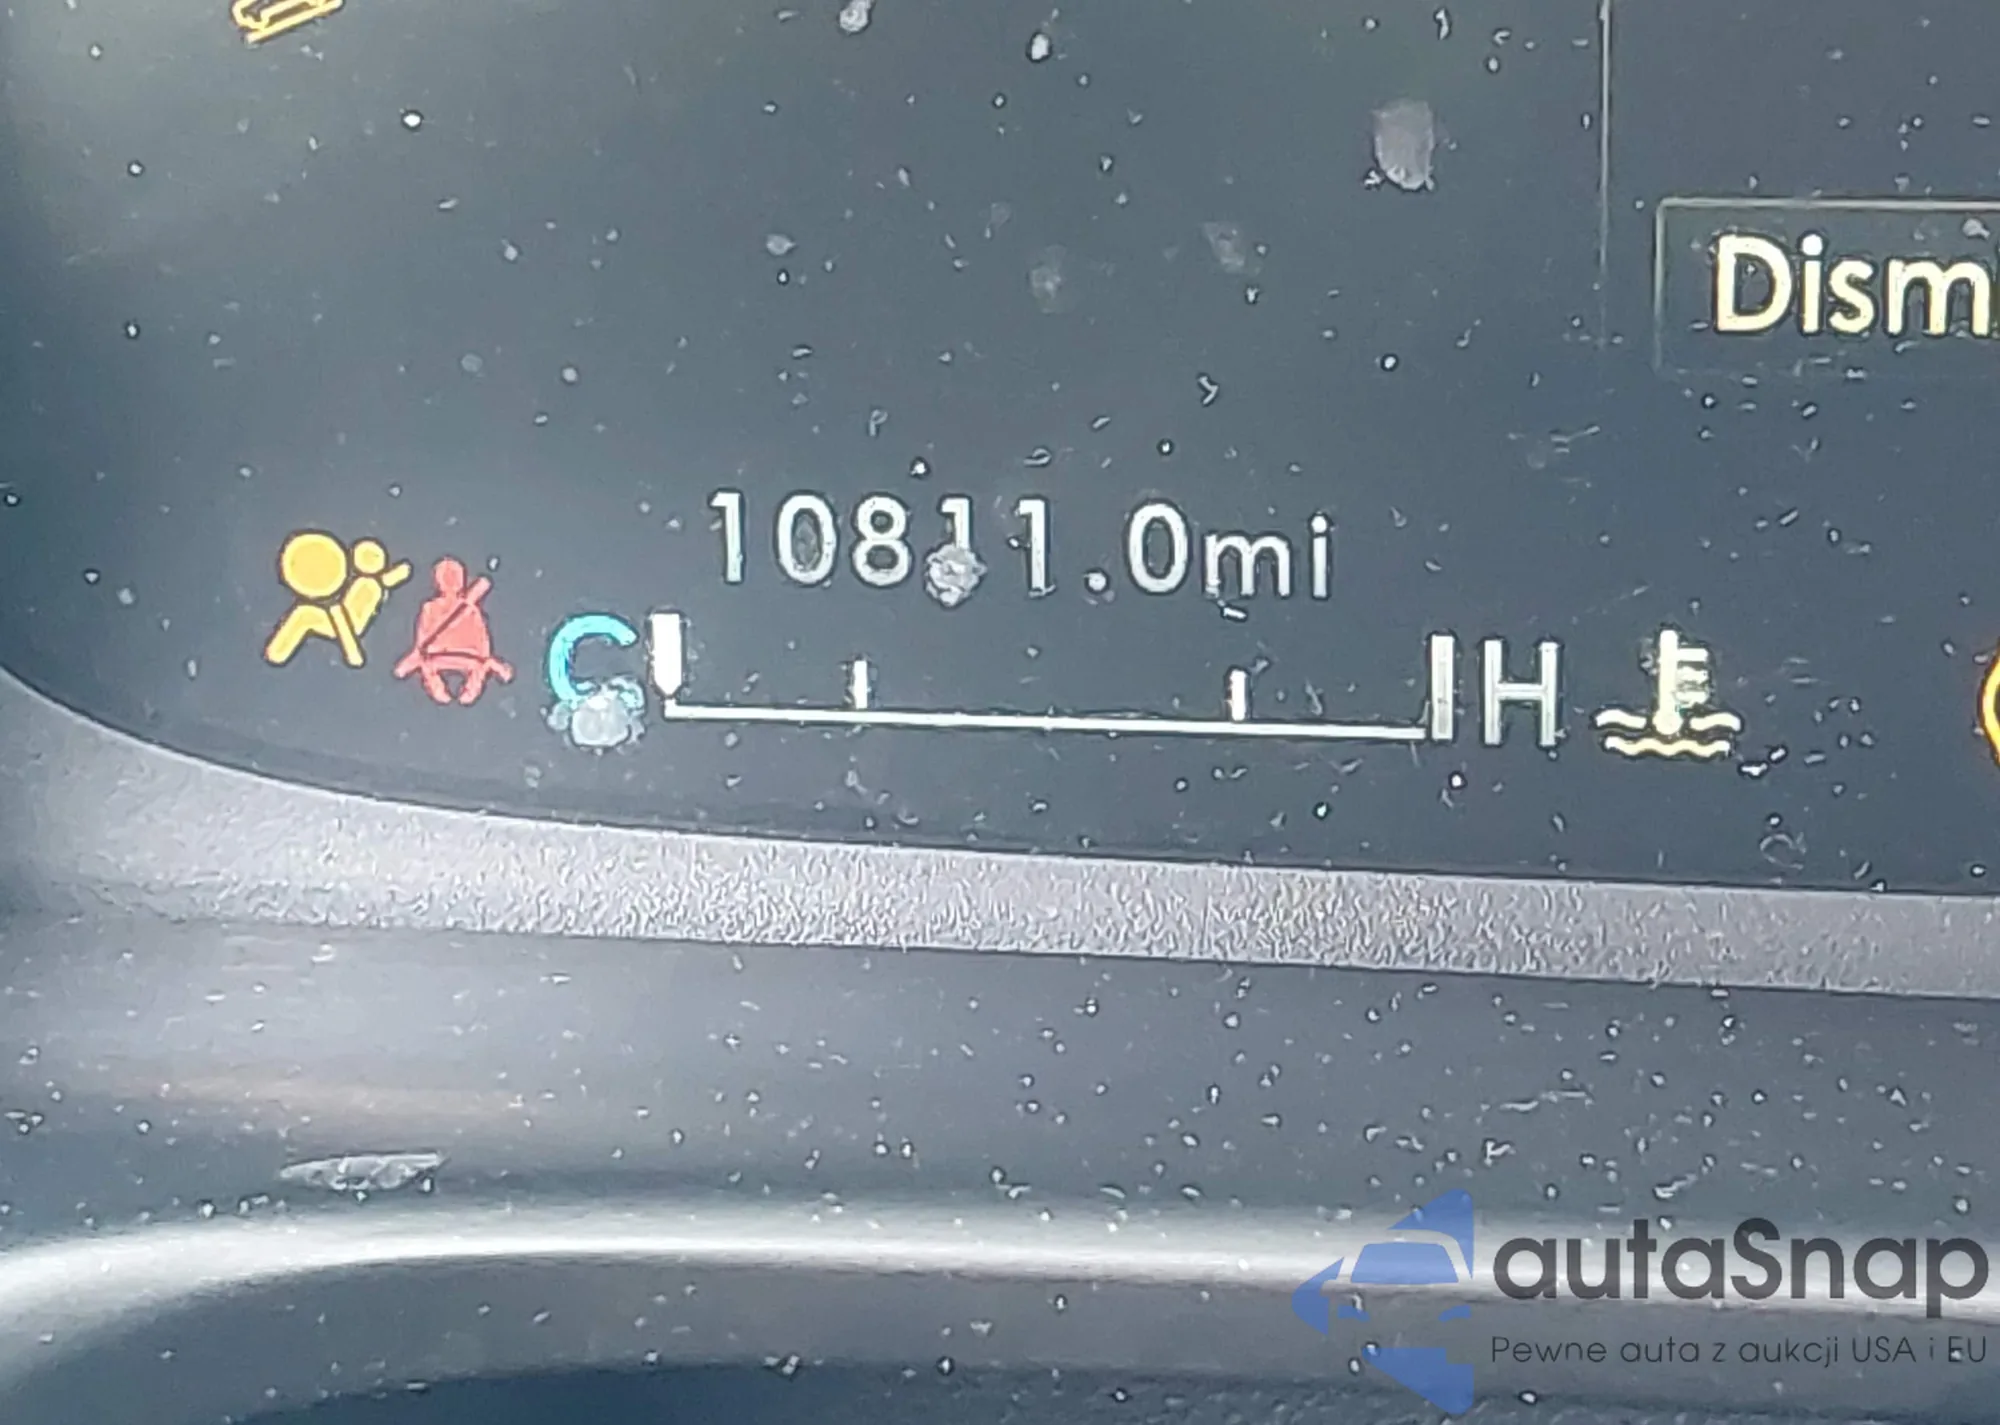 Dism
10811.0mi
C H
autaSnap
Pewne auta z aukcji USA i EU